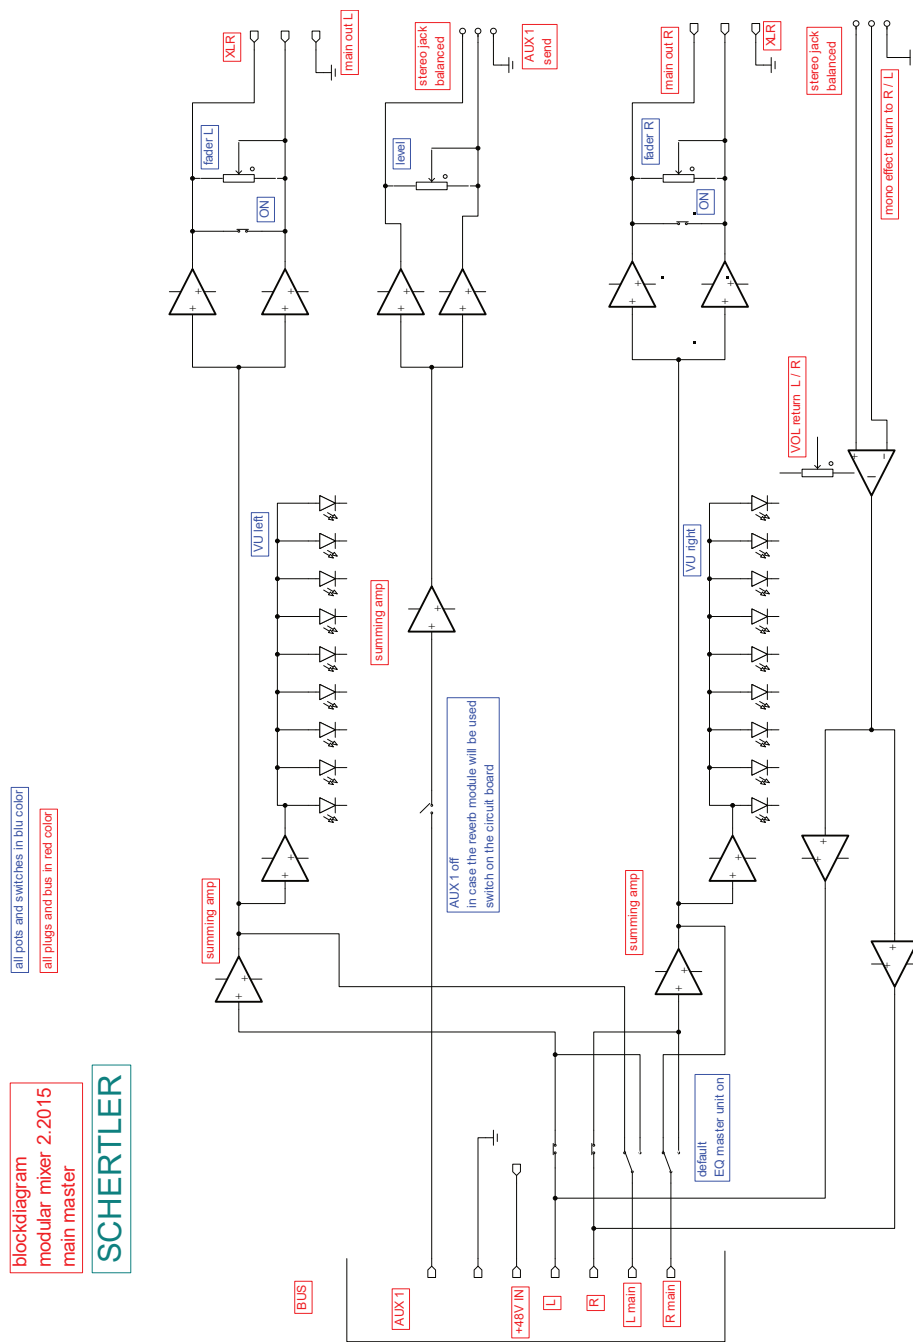 blockdiagram
modular mixer 2.2015
main master
SCHERTLER
all pots and switches in blu color
all plugs and bus in red color
XLR
main out L
fader L
ON
stereo jack
balanced
AUX 1
send
level
main out R
XLR
fader R
ON
stereo jack
balanced
mono effect return to R / L
VOL return L / R
VU left
summing amp
VU right
AUX 1 off
in case the reverb module will be used
switch on the circuit board
summing amp
summing amp
default
EQ master unit on
BUS
AUX 1
+48V IN
L
R
L main
R main